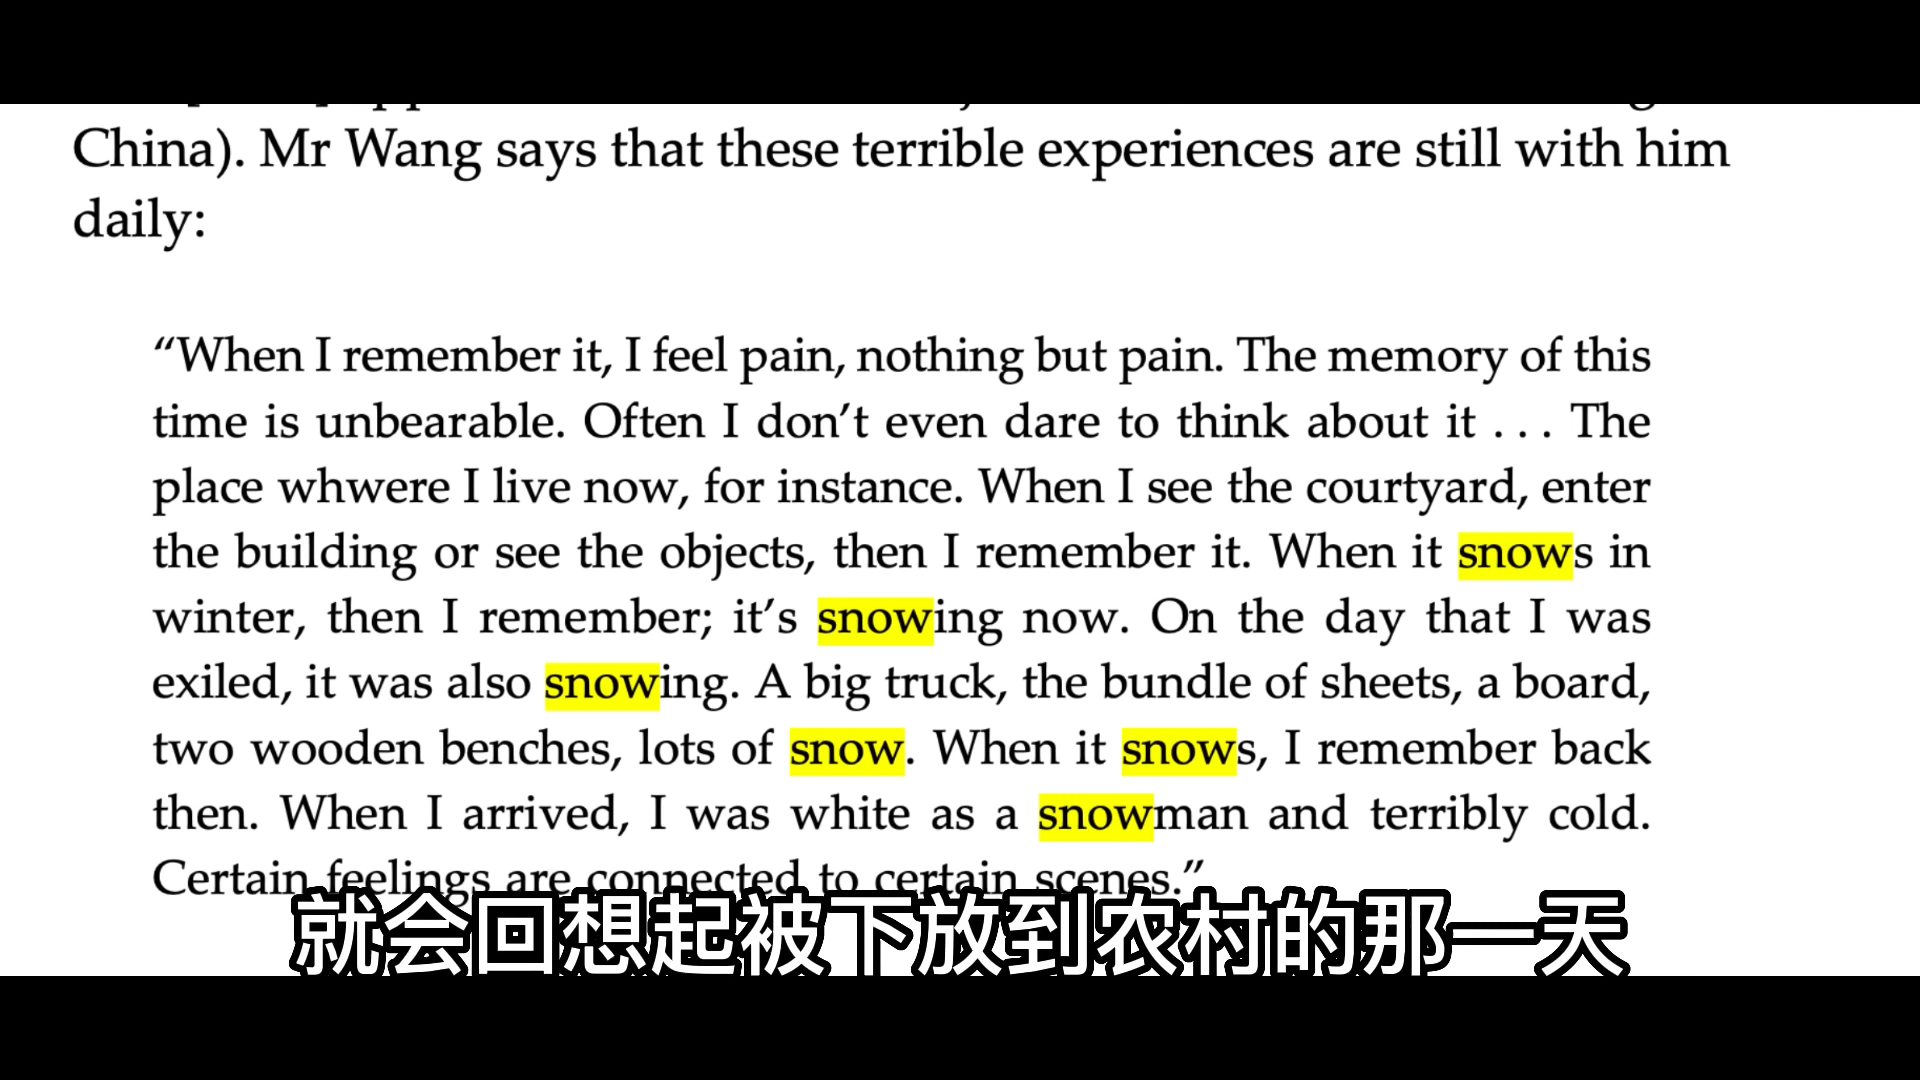 China). Mr Wang says that these terrible experiences are still with him
daily:
“When I remember it, I feel pain, nothing but pain. The memory of this
time is unbearable. Often I don’t even dare to think about it . . . The
place whwere I live now, for instance. When I see the courtyard, enter
the building or see the objects, then I remember it. When it snows in
winter, then I remember; it’s snowing now. On the day that I was
exiled, it was also snowing. A big truck, the bundle of sheets, a board,
two wooden benches, lots of snow. When it snows, I remember back
then. When I arrived, I was white as a snowman and terribly cold.
Certain feelings are connected to certain scenes.”
就会回想起被下放到农村的那一天